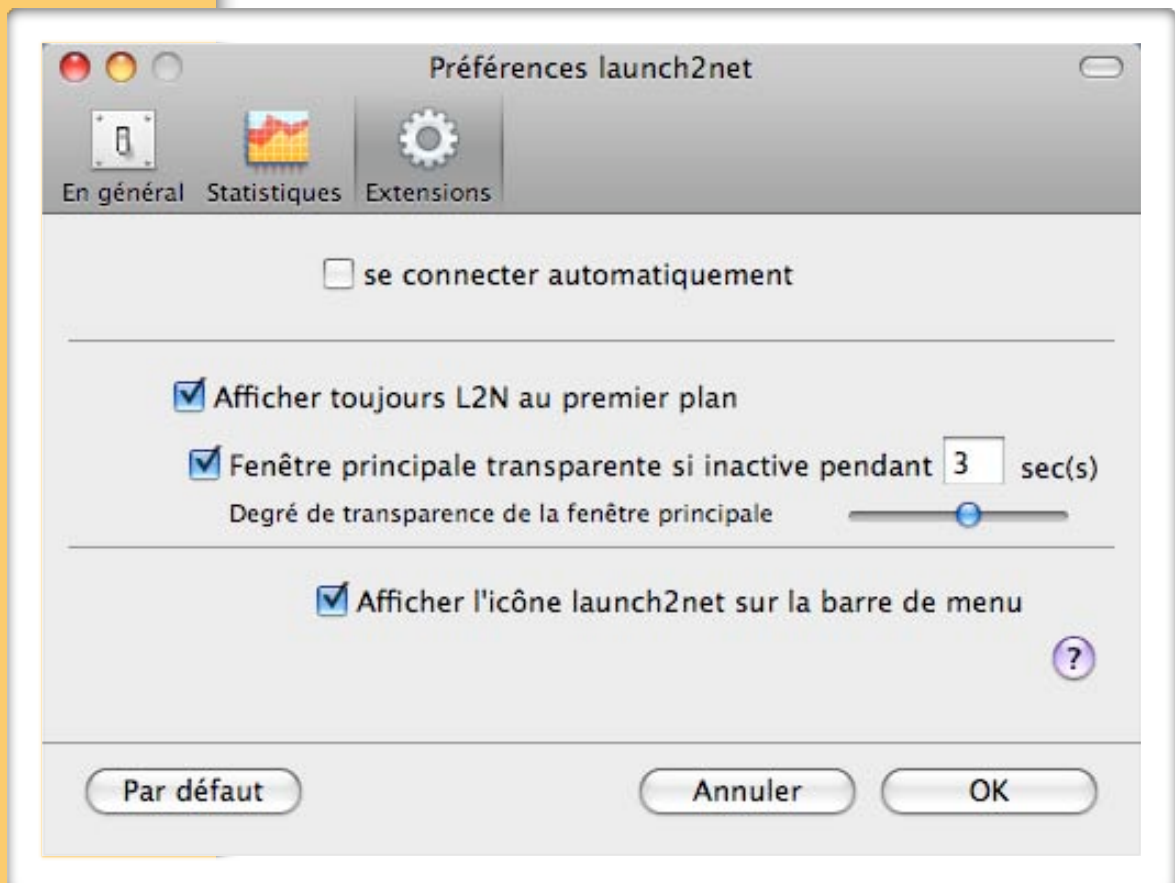 Préférences launch2net
En général Statistiques Extensions
se connecter automatiquement
Afficher toujours L2N au premier plan
Fenêtre principale transparente si inactive pendant 3 sec(s)
Degré de transparence de la fenêtre principale
Afficher l'icône launch2net sur la barre de menu
?
Par défaut Annuler OK